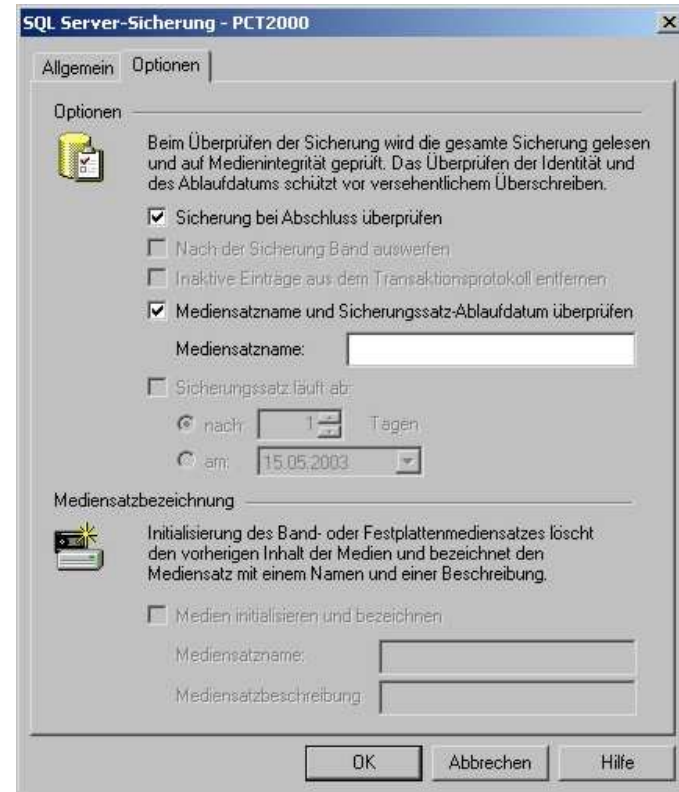 SQL Server-Sicherung - PCT2000
Allgemein
Optionen
Optionen
Beim Überprüfen der Sicherung wird die gesamte Sicherung gelesen
und auf Medienintegrität geprüft. Das Überprüfen der Identität und
des Ablaufdatums schützt vor versehentlichem Überschreiben.
Sicherung bei Abschluss überprüfen
Nach der Sicherung Band auswerfen
Inaktive Einträge aus dem Transaktionsprotokoll entfernen
Mediensatzname und Sicherungssatz-Ablaufdatum überprüfen
Mediensatzname:
Sicherungssatz läuft ab:
nach: 1 Tagen
am: 15.05.2003
Mediensatzbezeichnung
Initialisierung des Band- oder Festplattenmediensatzes löscht
den vorherigen Inhalt der Medien und bezeichnet den
Mediensatz mit einem Namen und einer Beschreibung.
Medien initialisieren und bezeichnen
Mediensatzname:
Mediensatzbeschreibung
OK Abbrechen Hilfe